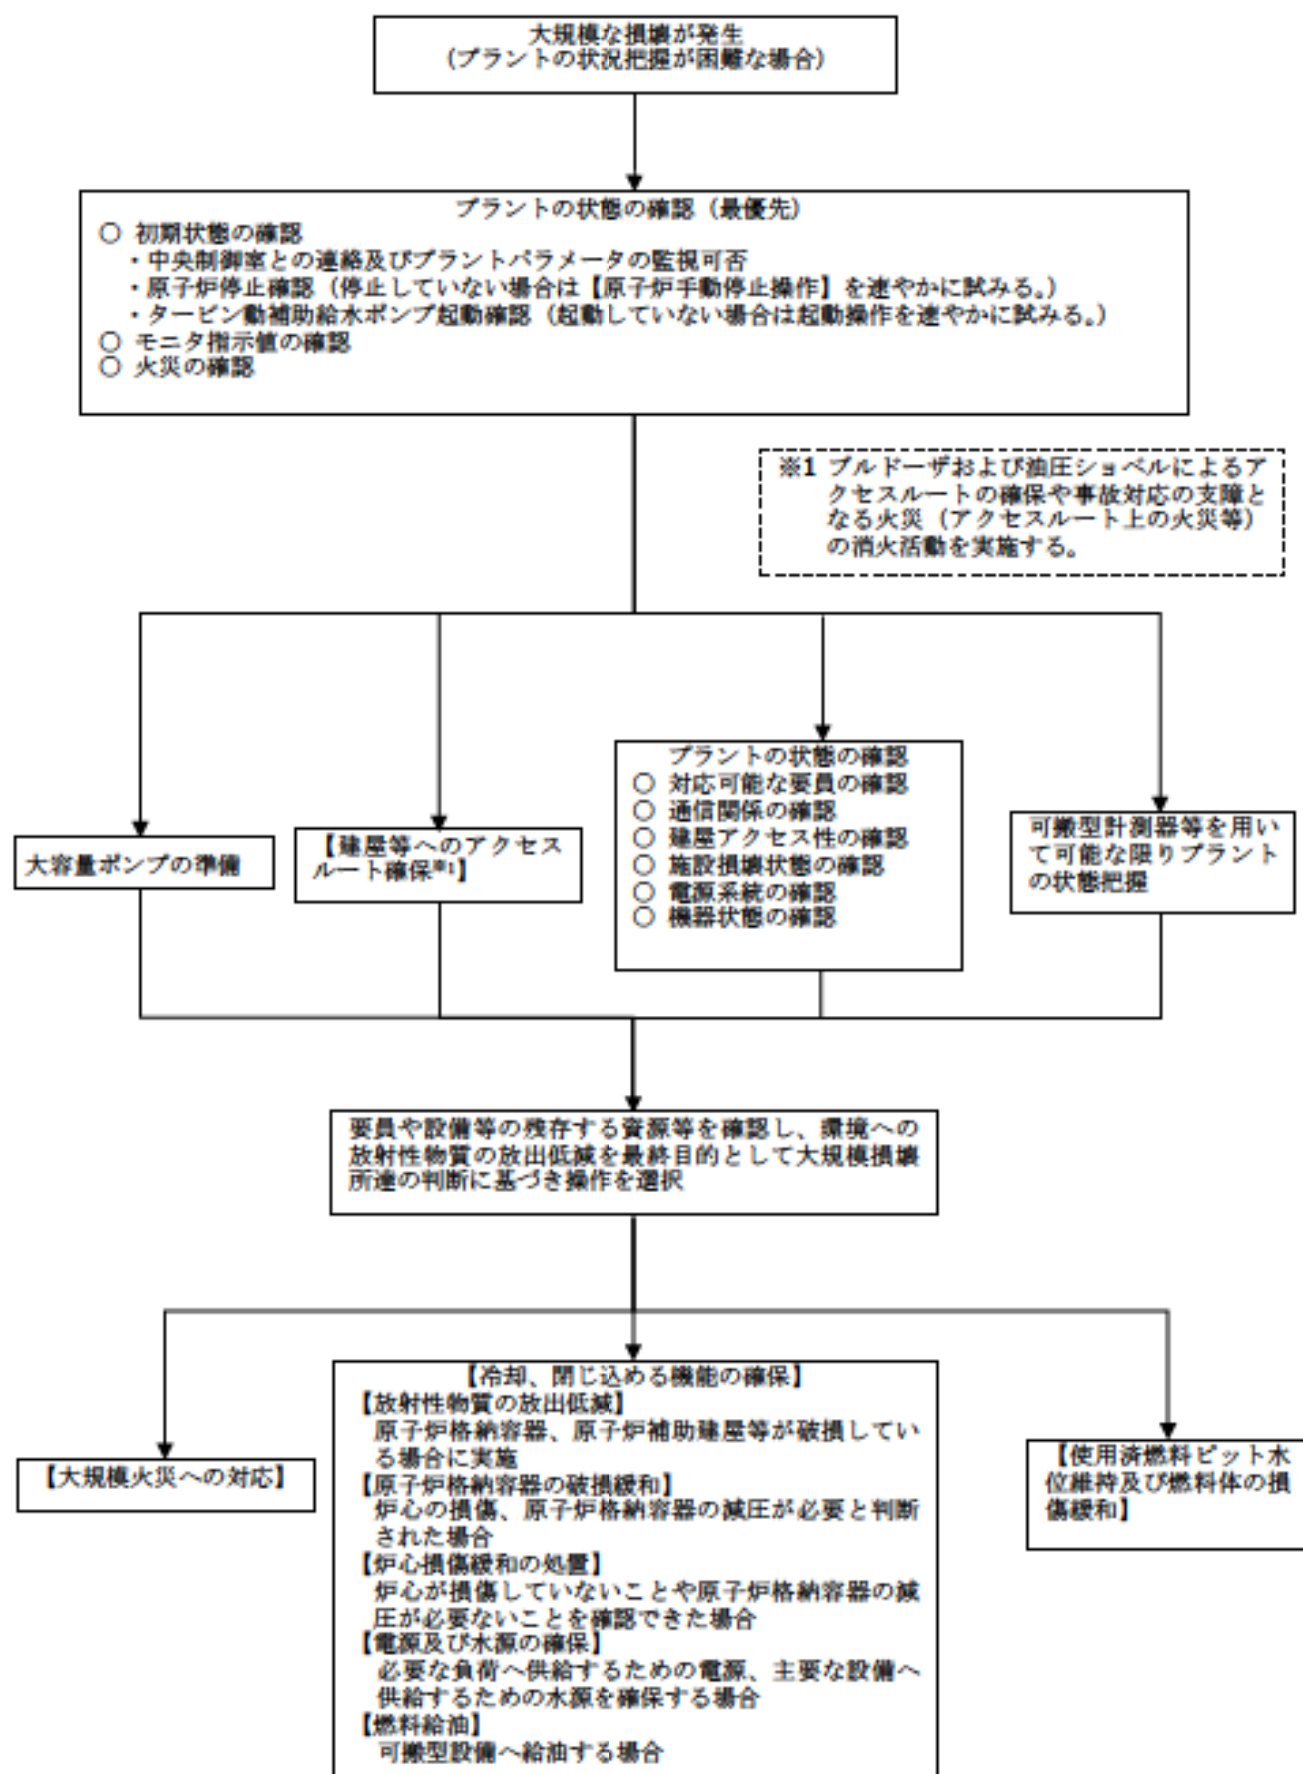 大規模な損壊が発生
(プラントの状況把握が困難な場合)
プラントの状態の確認(最優先)
○ 初期状態の確認
・中央制御室との連絡及びプラントパラメータの監視可否
・原子炉停止確認(停止していない場合は【原子炉手動停止操作】を速やかに試みる。)
・タービン動補助給水ポンプ起動確認(起動していない場合は起動操作を速やかに試みる。)
○ モニタ指示値の確認
○ 火災の確認
※1 ブルドーザおよび油圧ショベルによるア
クセスルートの確保や事故対応の支障と
なる火災(アクセスルート上の火災等)
の消火活動を実施する。
大容量ポンプの準備
【建屋等へのアクセス
ルート確保※1】
プラントの状態の確認
○ 対応可能な要員の確認
○ 通信関係の確認
○ 建屋アクセス性の確認
○ 施設損壊状態の確認
○ 電源系統の確認
○ 機器状態の確認
可搬型計測器等を用い
て可能な限りプラント
の状態把握
要員や設備等の残存する資源等を確認し、環境への
放射性物質の放出低減を最終目的として大規模損壊
所達の判断に基づき操作を選択
【大規模火災への対応】
【冷却、閉じ込める機能の確保】
【放射性物質の放出低減】
原子炉格納容器、原子炉補助建屋等が破損してい
る場合に実施
【原子炉格納容器の破損緩和】
炉心の損傷、原子炉格納容器の減圧が必要と判断
された場合
【炉心損傷緩和の処置】
炉心が損傷していないことや原子炉格納容器の減
圧が必要ないことを確認できた場合
【電源及び水源の確保】
必要な負荷へ供給するための電源、主要な設備へ
供給するための水源を確保する場合
【燃料給油】
可搬型設備へ給油する場合
【使用済燃料ピット水
位維持及び燃料体の損
傷緩和】